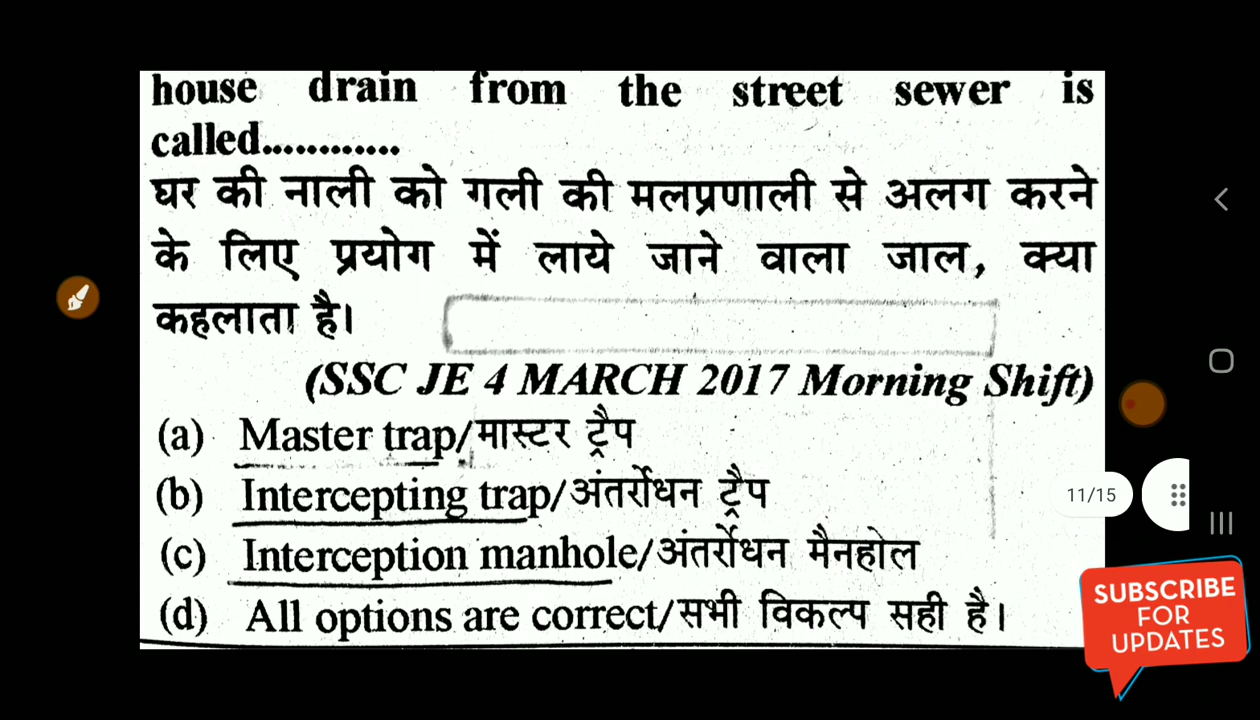 house drain from the street sewer is
called............
घर की नाली को गली की मलप्रणाली से अलग करने
के लिए प्रयोग में लाये जाने वाला जाल, क्या
कहलाता है।
(SSC JE 4 MARCH 2017 Morning Shift)
(a) Master trap/मास्टर ट्रैप
(b) Intercepting trap/अंतर्रोधन ट्रैप
(c) Interception manhole/अंतर्रोधन मैनहोल
(d) All options are correct/सभी विकल्प सही है।
11/15
SUBSCRIBE
FOR
UPDATES